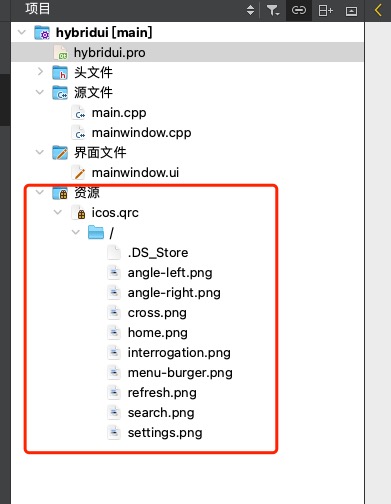 项目
hybridui [main]
hybridui.pro
头文件
源文件
main.cpp
mainwindow.cpp
界面文件
mainwindow.ui
资源
icos.qrc
/
.DS_Store
angle-left.png
angle-right.png
cross.png
home.png
interrogation.png
menu-burger.png
refresh.png
search.png
settings.png